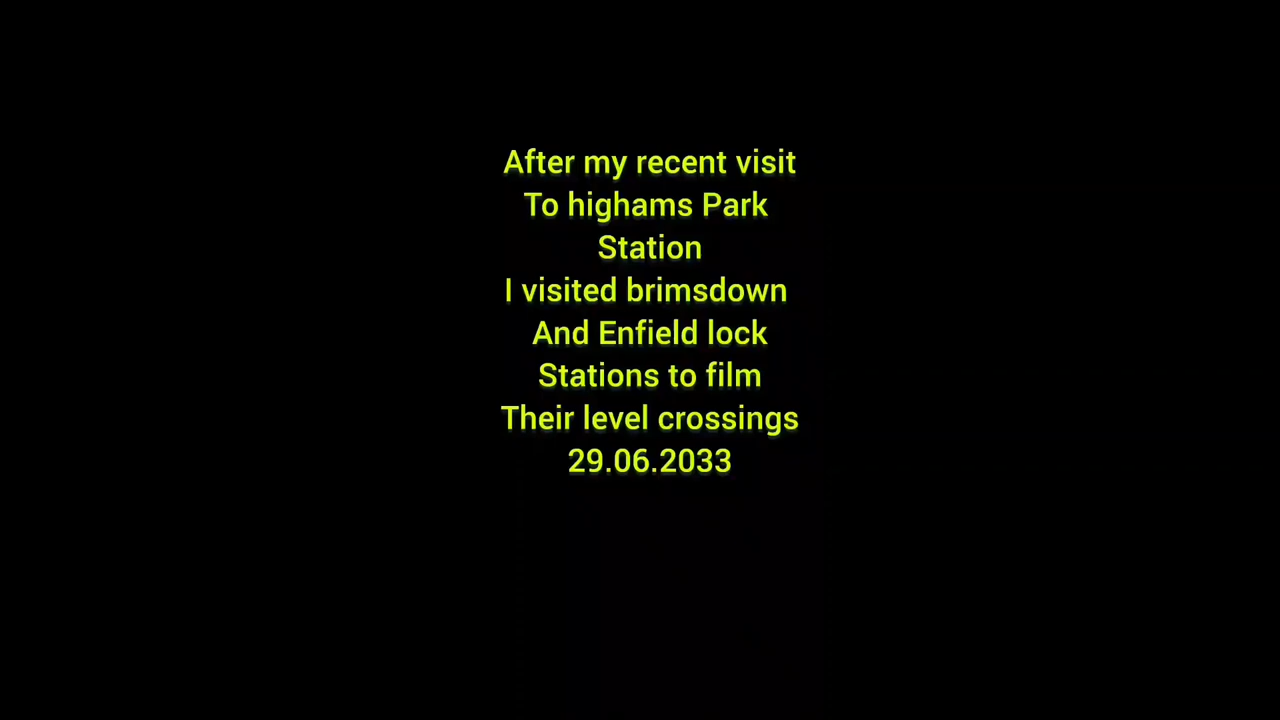 After my recent visit
To highams Park
Station
I visited brimsdown
And Enfield lock
Stations to film
Their level crossings
29.06.2033